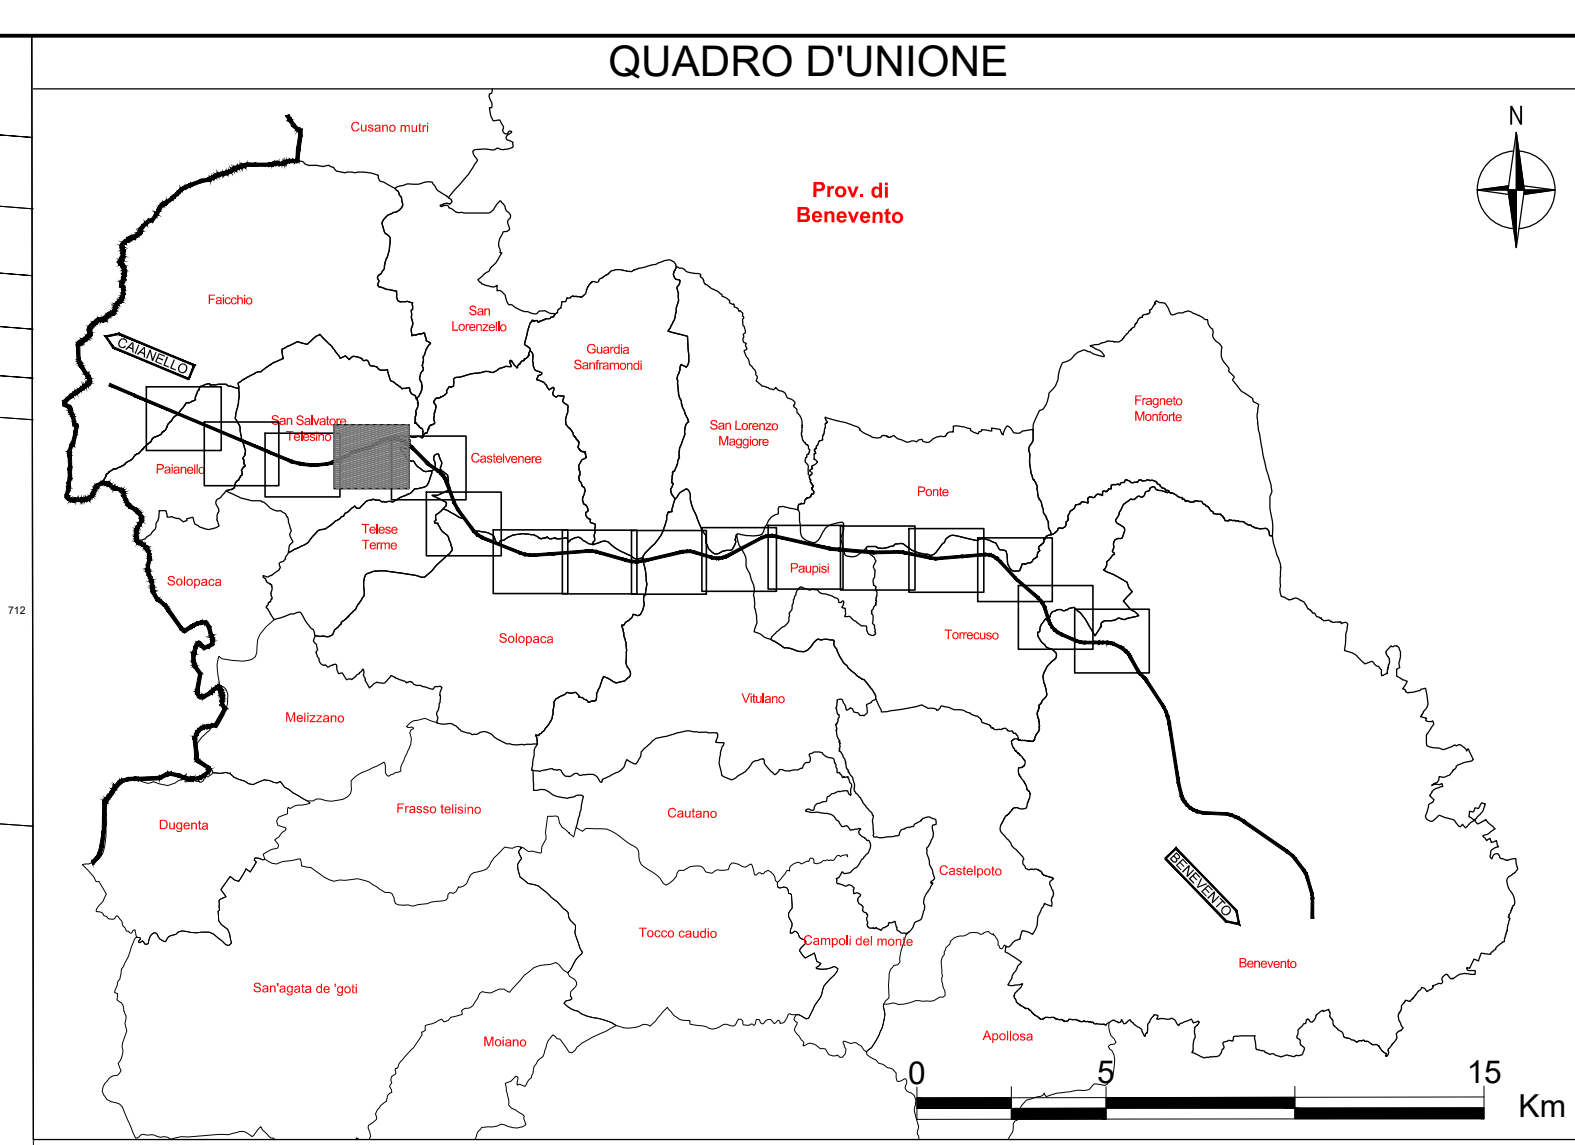 QUADRO D'UNIONE
Cusano mutri
N
Prov. di
Benevento
Faicchio
San
Lorenzello
CAIANELLO
Guardia
Sanframondi
San Salvatore
Telesino
Fragneto
Monforte
San Lorenzo
Maggiore
Castelvenere
Paianello
Ponte
Telese
Terme
Paupisi
Solopaca
712
Solopaca
Torrecuso
Vitulano
Melizzano
Frasso telisino
Cautano
Dugenta
BENEVENTO
Castelpoto
Tocco caudio
Campoli del monte
Benevento
San'agata de 'goti
Moiano
Apollosa
0 5 15
Km